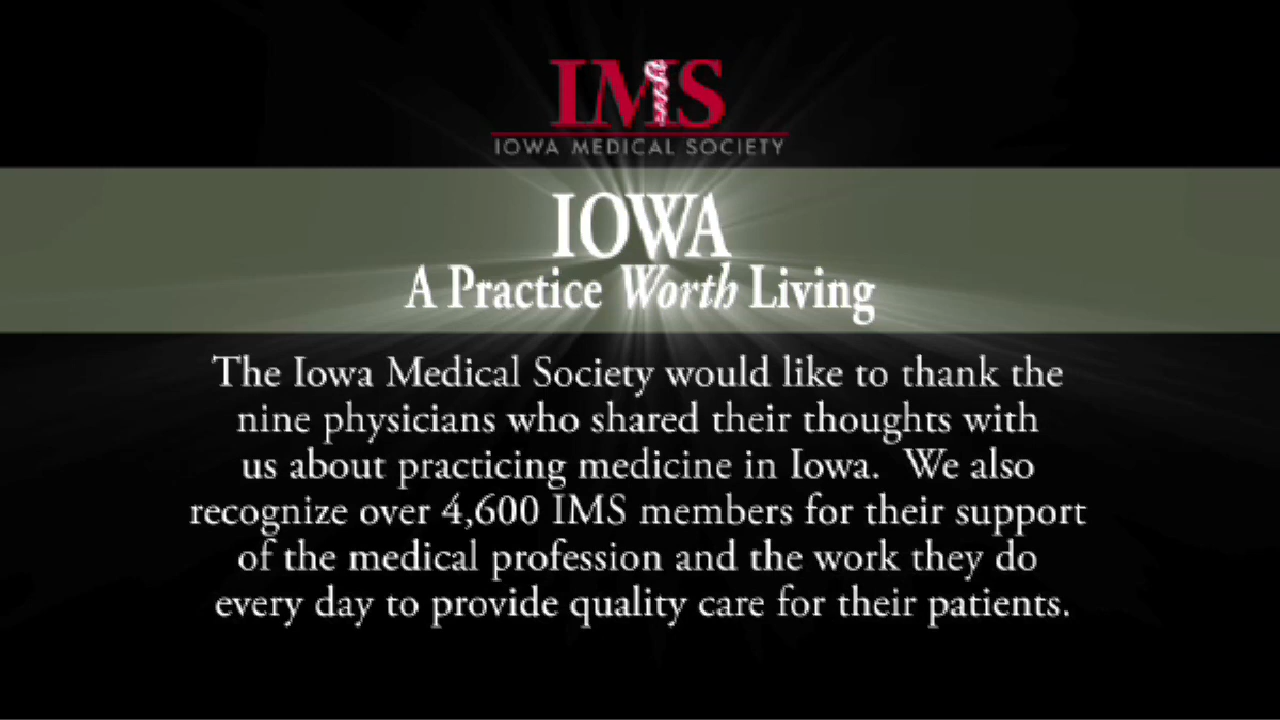 IMS
IOWA MEDICAL SOCIETY
IOWA
A Practice Worth Living
The Iowa Medical Society would like to thank the
nine physicians who shared their thoughts with
us about practicing medicine in Iowa.  We also
recognize over 4,600 IMS members for their support
of the medical profession and the work they do
every day to provide quality care for their patients.